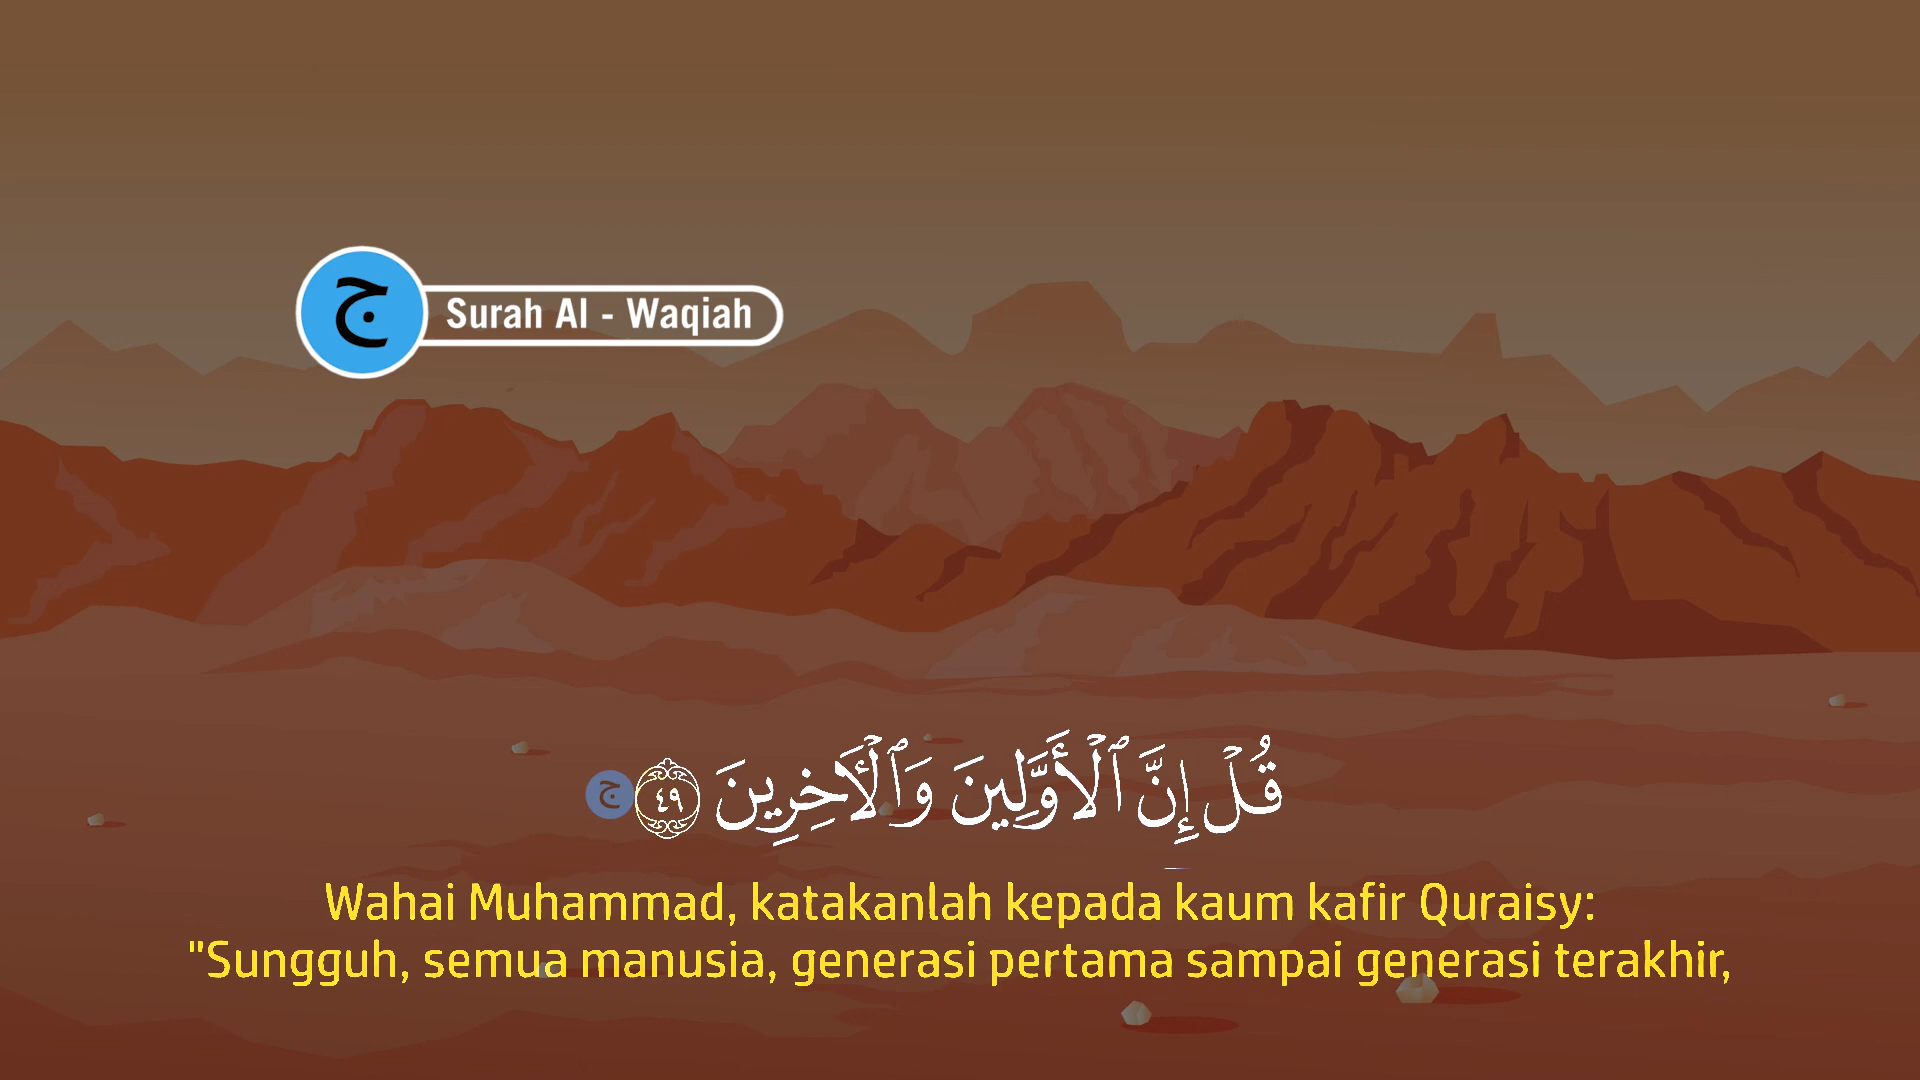 ج
Surah Al - Waqiah
قُلۡ إِنَّ ٱلۡأَوَّلِينَ وَٱلۡأٓخِرِينَ ٤٩ ج
Wahai Muhammad, katakanlah kepada kaum kafir Quraisy:
"Sungguh, semua manusia, generasi pertama sampai generasi terakhir,